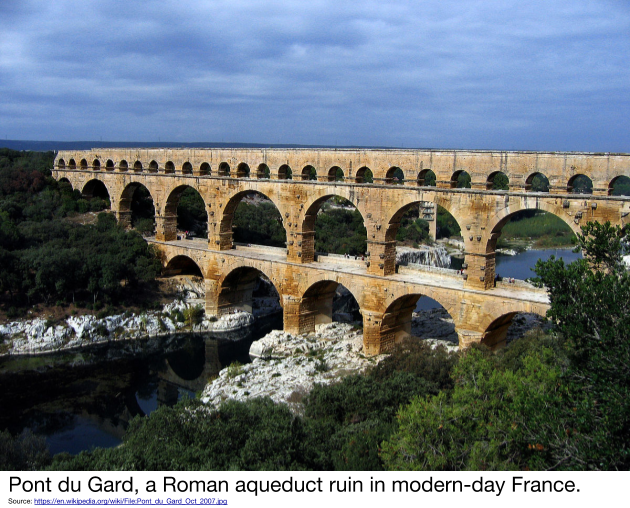 Pont du Gard, a Roman aqueduct ruin in modern-day France.
Source: https://en.wikipedia.org/wiki/File:Pont_du_Gard_Oct_2007.jpg